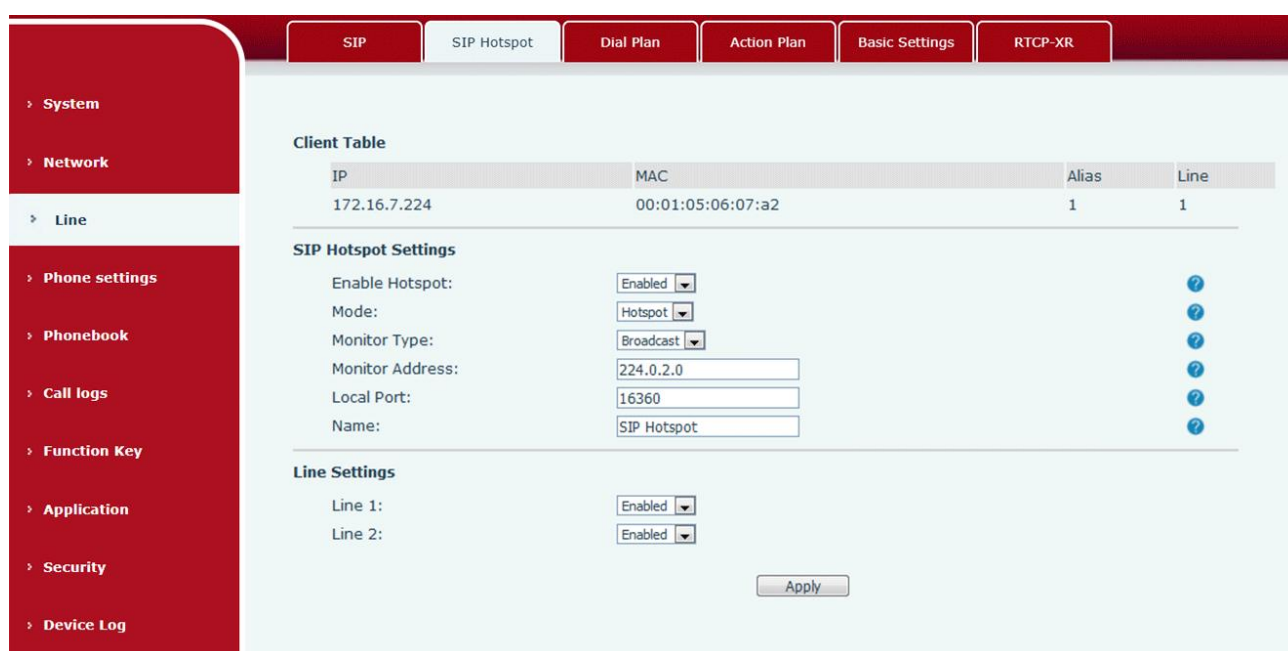 SIP SIP Hotspot Dial Plan Action Plan Basic Settings RTCP-XR
› System
› Network
› Line
› Phone settings
› Phonebook
› Call logs
› Function Key
› Application
› Security
› Device Log
Client Table
IP MAC Alias Line
172.16.7.224 00:01:05:06:07:a2 1 1
SIP Hotspot Settings
Enable Hotspot: Enabled ?
Mode: Hotspot ?
Monitor Type: Broadcast ?
Monitor Address: 224.0.2.0 ?
Local Port: 16360 ?
Name: SIP Hotspot ?
Line Settings
Line 1: Enabled
Line 2: Enabled
Apply